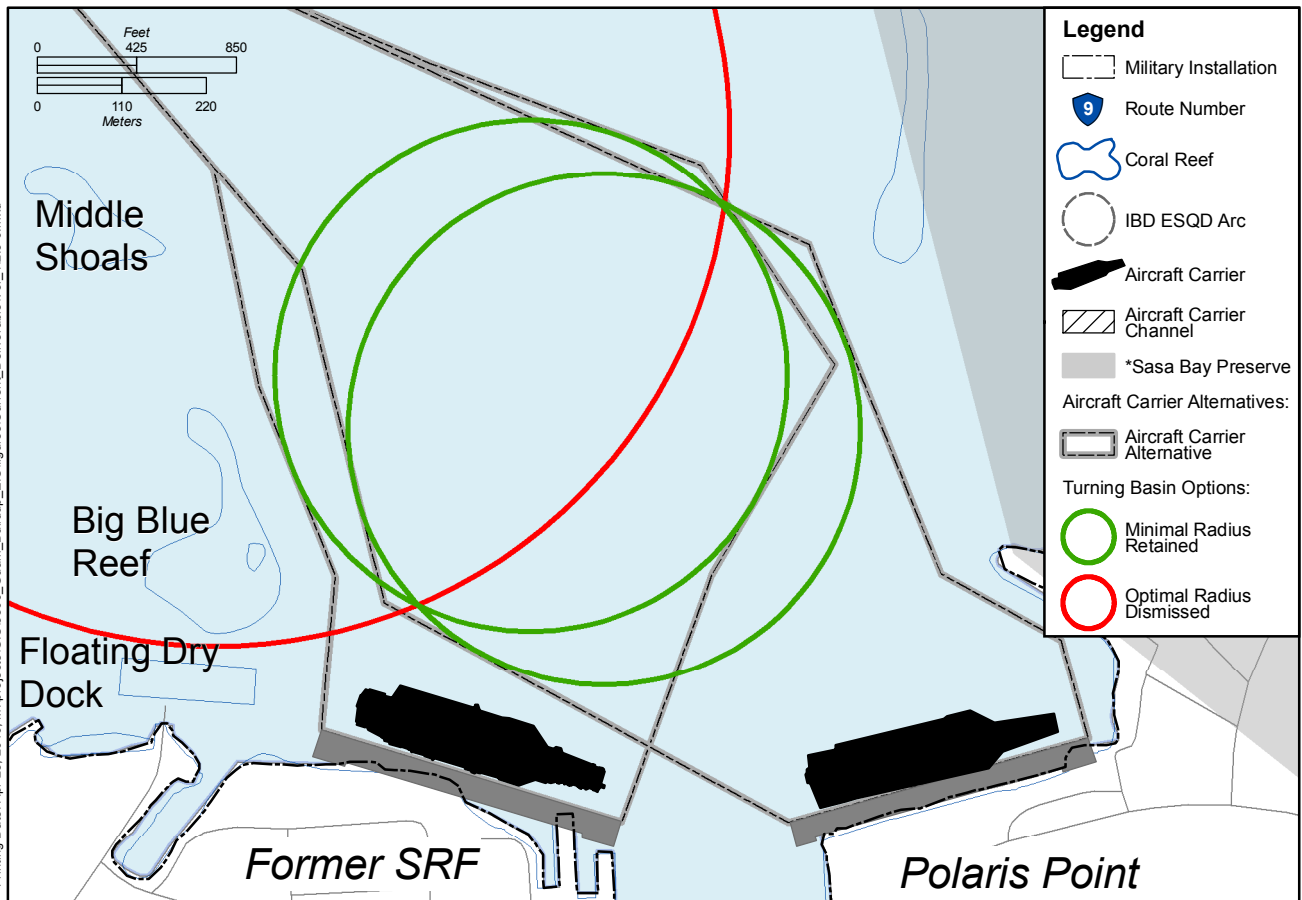 Feet
0 425 850
0 110 220
Meters
Middle
Shoals
Big Blue
Reef
Floating Dry
Dock
Former SRF
Polaris Point
Legend
Military Installation
9
Route Number
Coral Reef
IBD ESQD Arc
Aircraft Carrier
Aircraft Carrier
Channel
*Sasa Bay Preserve
Aircraft Carrier Alternatives:
Aircraft Carrier
Alternative
Turning Basin Options:
Minimal Radius
Retained
Optimal Radius
Dismissed